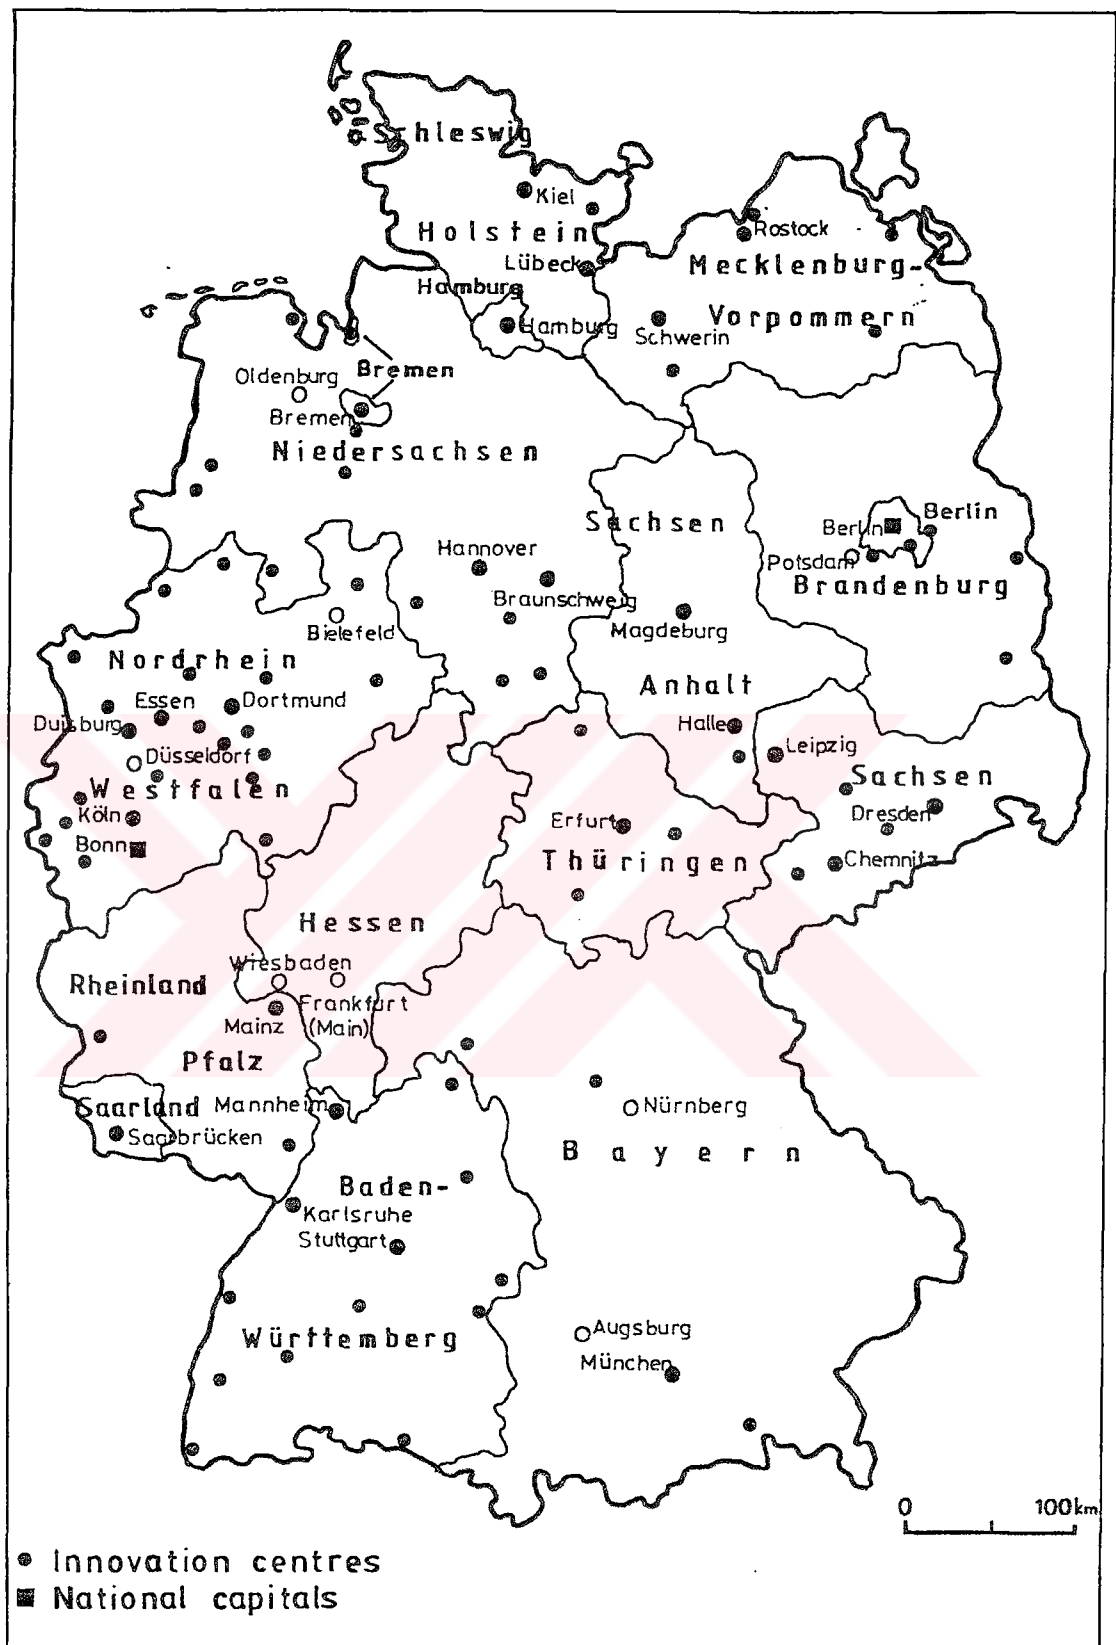 Schleswig
Kiel
Holstein
Rostock
Lübeck
Mecklenburg-
Hamburg
Vorpommern
Hamburg
Schwerin
Bremen
Oldenburg
Bremen
Niedersachsen
Berlin
Sachsen
Berlin
Hannover
Potsdam
Brandenburg
Braunschweig
Magdeburg
Bielefeld
Nordrhein
Anhalt
Essen
Dortmund
Duisburg
Halle
Leipzig
Düsseldorf
Sachsen
Westfalen
Köln
Dresden
Erfurt
Bonn
Thüringen
Chemnitz
Hessen
Wiesbaden
Rheinland
Frankfurt
Mainz
(Main)
Pfalz
Saarland
Mannheim
Nürnberg
Saarbrücken
Bayern
Baden-
Karlsruhe
Stuttgart
Augsburg
Württemberg
München
0 100km
Innovation centres
National capitals